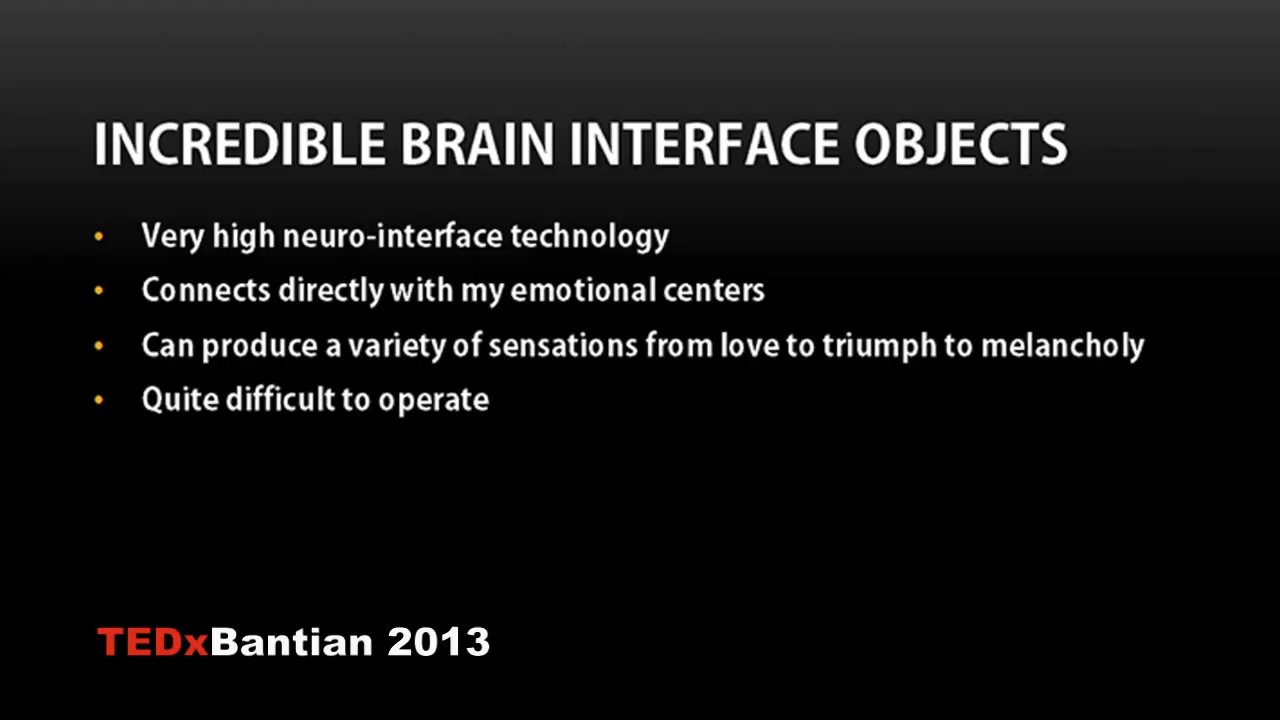 INCREDIBLE BRAIN INTERFACE OBJECTS
• Very high neuro-interface technology
• Connects directly with my emotional centers
• Can produce a variety of sensations from love to triumph to melancholy
• Quite difficult to operate
TEDxBantian 2013